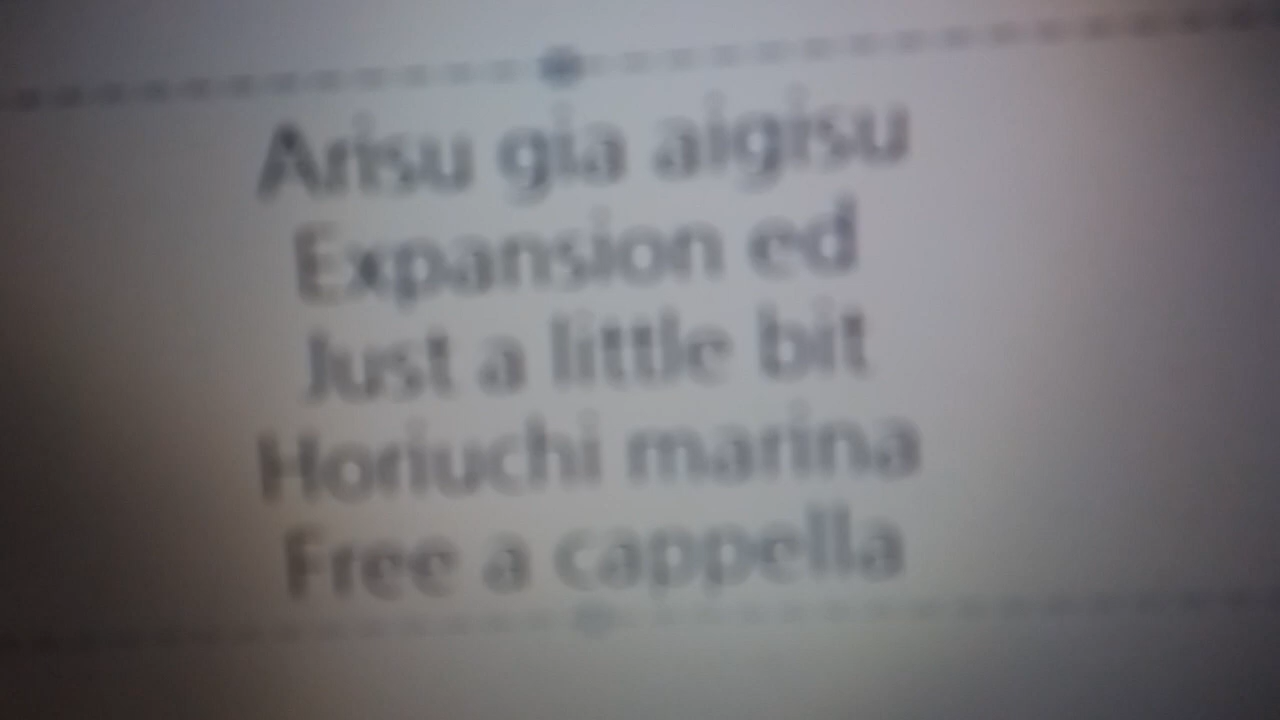 Arisu gia aigisu
Expansion ed
Just a little bit
Horiuchi marina
Free a cappella